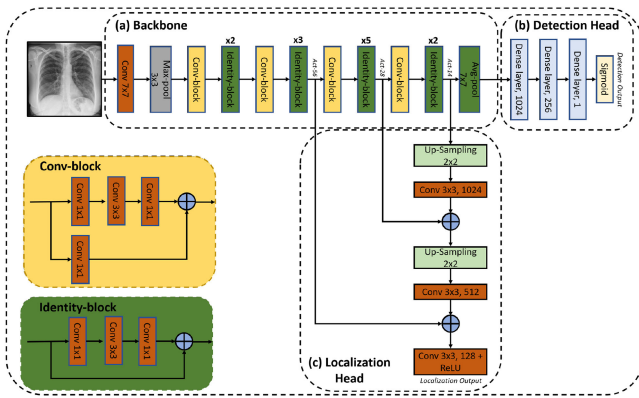 (a) Backbone
(b) Detection Head
x2
x3
x5
x2
Conv 7x7
Max pool
3x3
Conv-block
Identity-block
Conv-block
Identity-block
Act-56
Conv-block
Identity-block
Act-28
Conv-block
Identity-block
Act-14
Avg pool
7x7
Dense layer, 1024
Dense layer, 256
Dense layer, 1
Sigmoid
Detection Output
Up-Sampling
2x2
Conv 3x3, 1024
Up-Sampling
2x2
Conv 3x3, 512
Conv 3x3, 128 +
ReLU
Localization Output
(c) Localization
Head
Conv-block
Conv 1x1
Conv 3x3
Conv 1x1
Conv 1x1
Identity-block
Conv 1x1
Conv 3x3
Conv 1x1